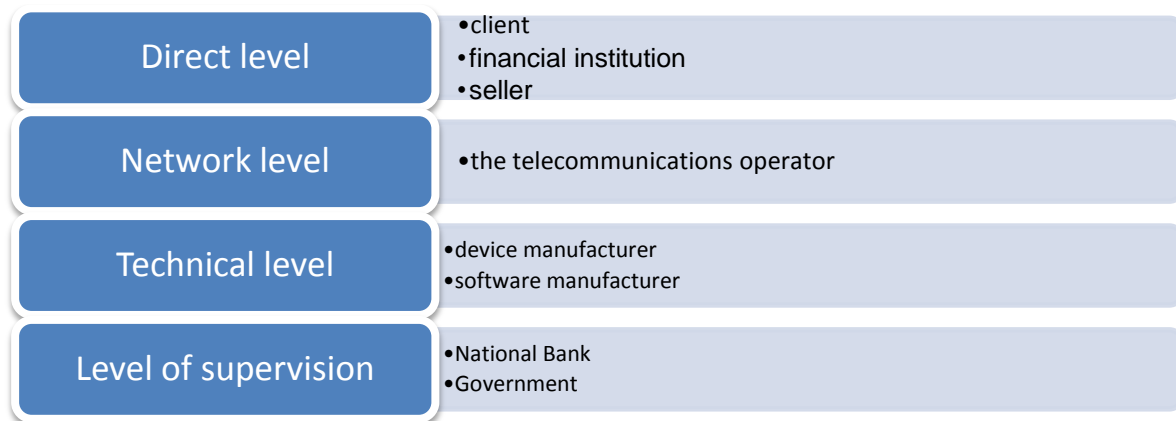 Direct level
•client
•financial institution
•seller
Network level
•the telecommunications operator
Technical level
•device manufacturer
•software manufacturer
Level of supervision
•National Bank
•Government